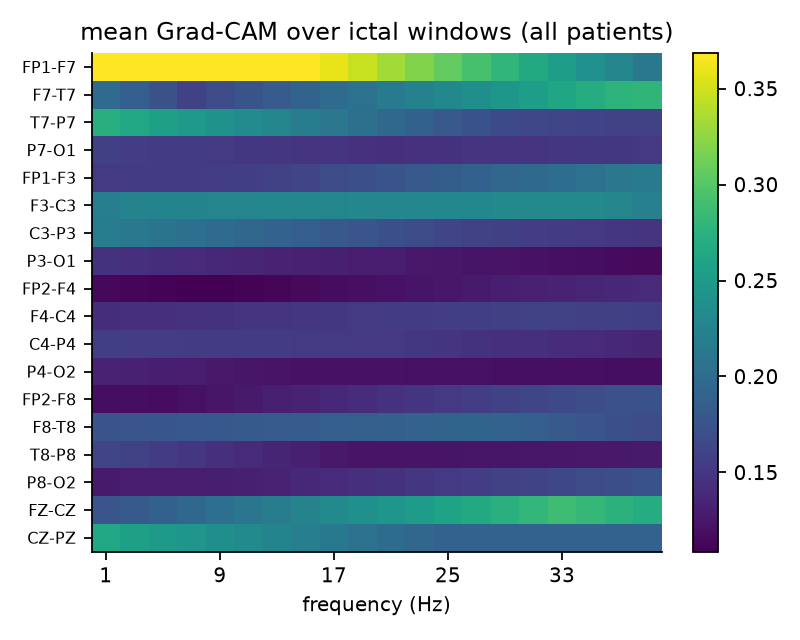 mean Grad-CAM over ictal windows (all patients)
FP1-F7
F7-T7
T7-P7
P7-O1
FP1-F3
F3-C3
C3-P3
P3-O1
FP2-F4
F4-C4
C4-P4
P4-O2
FP2-F8
F8-T8
T8-P8
P8-O2
FZ-CZ
CZ-PZ
1 9 17 25 33
frequency (Hz)
0.35
0.30
0.25
0.20
0.15